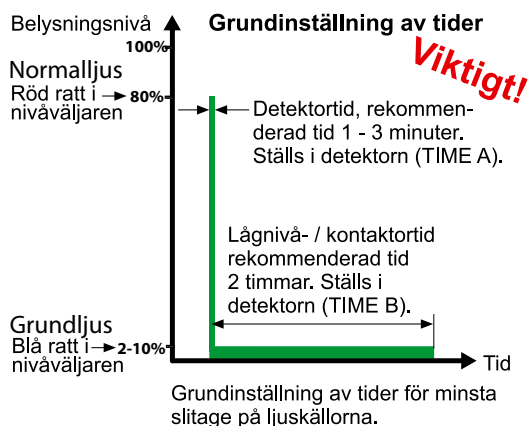 Belysningsnivå
Grundinställning av tider
Viktigt!
100%
Normalljus
Röd ratt i
nivåväljaren
80%
Detektortid, rekommen-
derad tid 1 - 3 minuter.
Ställs i detektorn (TIME A).
Lågnivå- / kontaktortid
rekommenderad tid
2 timmar. Ställs i
detektorn (TIME B).
Grundljus
Blå ratt i
nivåväljaren
2-10%
Tid
Grundinställning av tider för minsta
slitage på ljuskällorna.